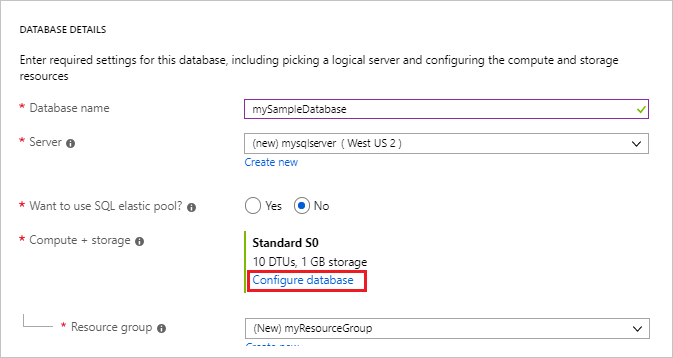 DATABASE DETAILS
Enter required settings for this database, including picking a logical server and configuring the compute and storage
resources
* Database name
mySampleDatabase
* Server
(new) mysqlserver ( West US 2 )
Create new
* Want to use SQL elastic pool?
Yes
No
* Compute + storage
Standard S0
10 DTUs, 1 GB storage
Configure database
* Resource group
(New) myResourceGroup
Create new